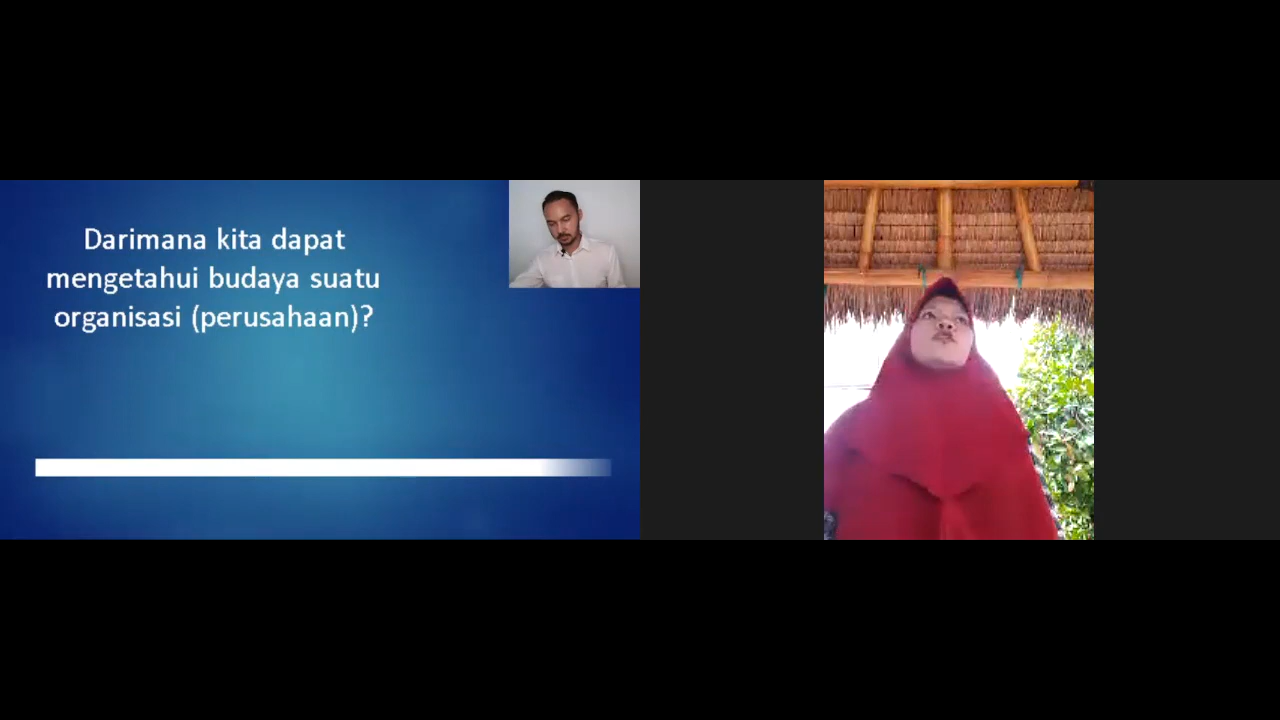 Darimana kita dapat
mengetahui budaya suatu
organisasi (perusahaan)?